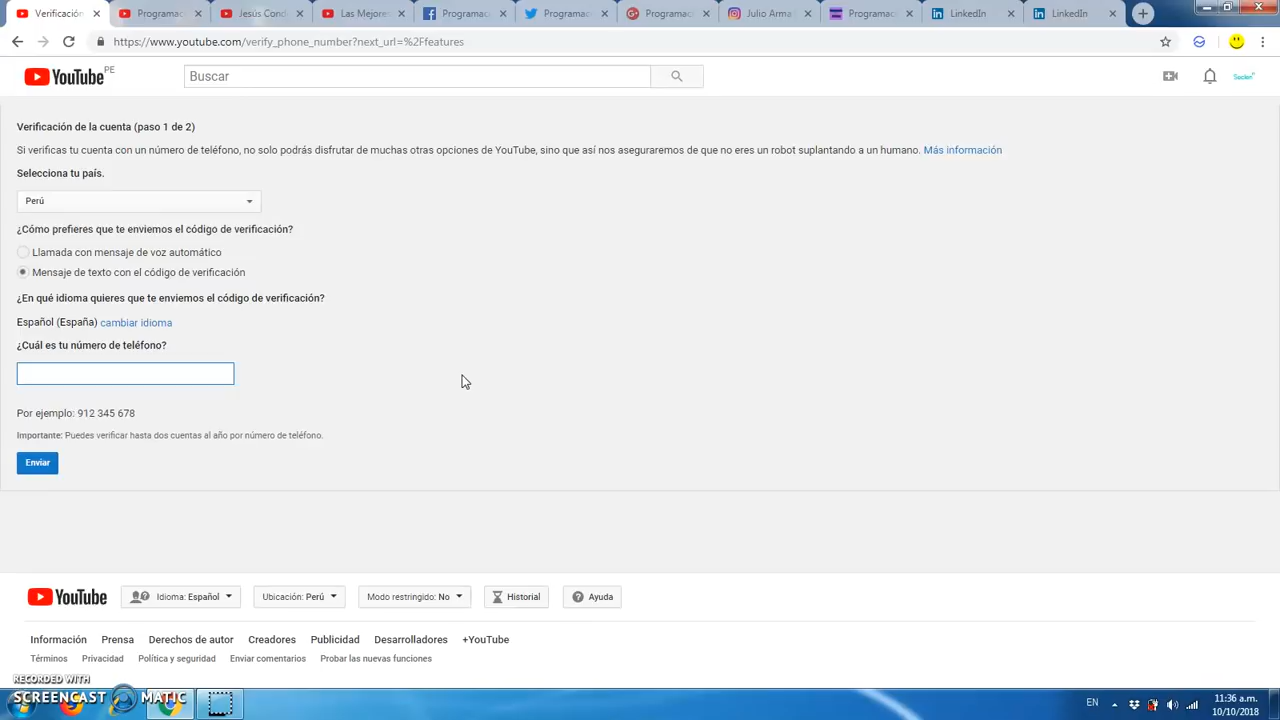 Verificación
Programac
Jesús Cond
Las Mejores
Programac
Programac
Programac
Julio Arma
Programac
LinkedIn
LinkedIn
https://www.youtube.com/verify_phone_number?next_url=%2Ffeatures
YouTube PE
Buscar
Verificación de la cuenta (paso 1 de 2)
Si verificas tu cuenta con un número de teléfono, no solo podrás disfrutar de muchas otras opciones de YouTube, sino que así nos aseguraremos de que no eres un robot suplantando a un humano. Más información
Selecciona tu país.
Perú
¿Cómo prefieres que te enviemos el código de verificación?
Llamada con mensaje de voz automático
Mensaje de texto con el código de verificación
¿En qué idioma quieres que te enviemos el código de verificación?
Español (España) cambiar idioma
¿Cuál es tu número de teléfono?
Por ejemplo: 912 345 678
Importante: Puedes verificar hasta dos cuentas al año por número de teléfono.
Enviar
YouTube Idioma: Español Ubicación: Perú Modo restringido: No Historial Ayuda
Información Prensa Derechos de autor Creadores Publicidad Desarrolladores +YouTube
Términos Privacidad Política y seguridad Enviar comentarios Probar las nuevas funciones
RECORDED WITH
SCREENCAST MATIC
EN
11:36 a.m.
10/10/2018